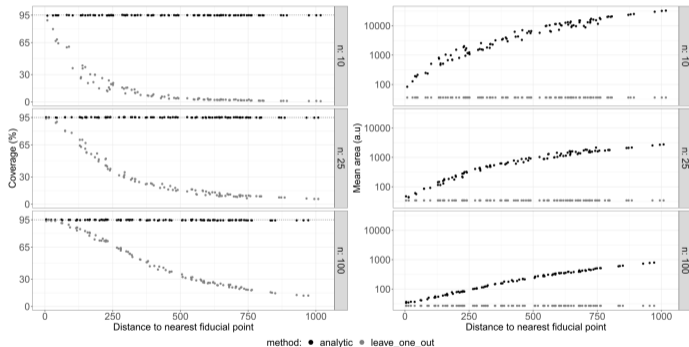 Coverage (%)
95
65
30
0
n: 10
95
65
30
0
n: 25
95
65
30
0
n: 100
0
250
500
750
1000
Distance to nearest fiducial point
Mean area (a.u)
10000
1000
100
n: 10
10000
1000
100
n: 25
10000
1000
100
n: 100
0
250
500
750
1000
Distance to nearest fiducial point
method: analytic leave_one_out